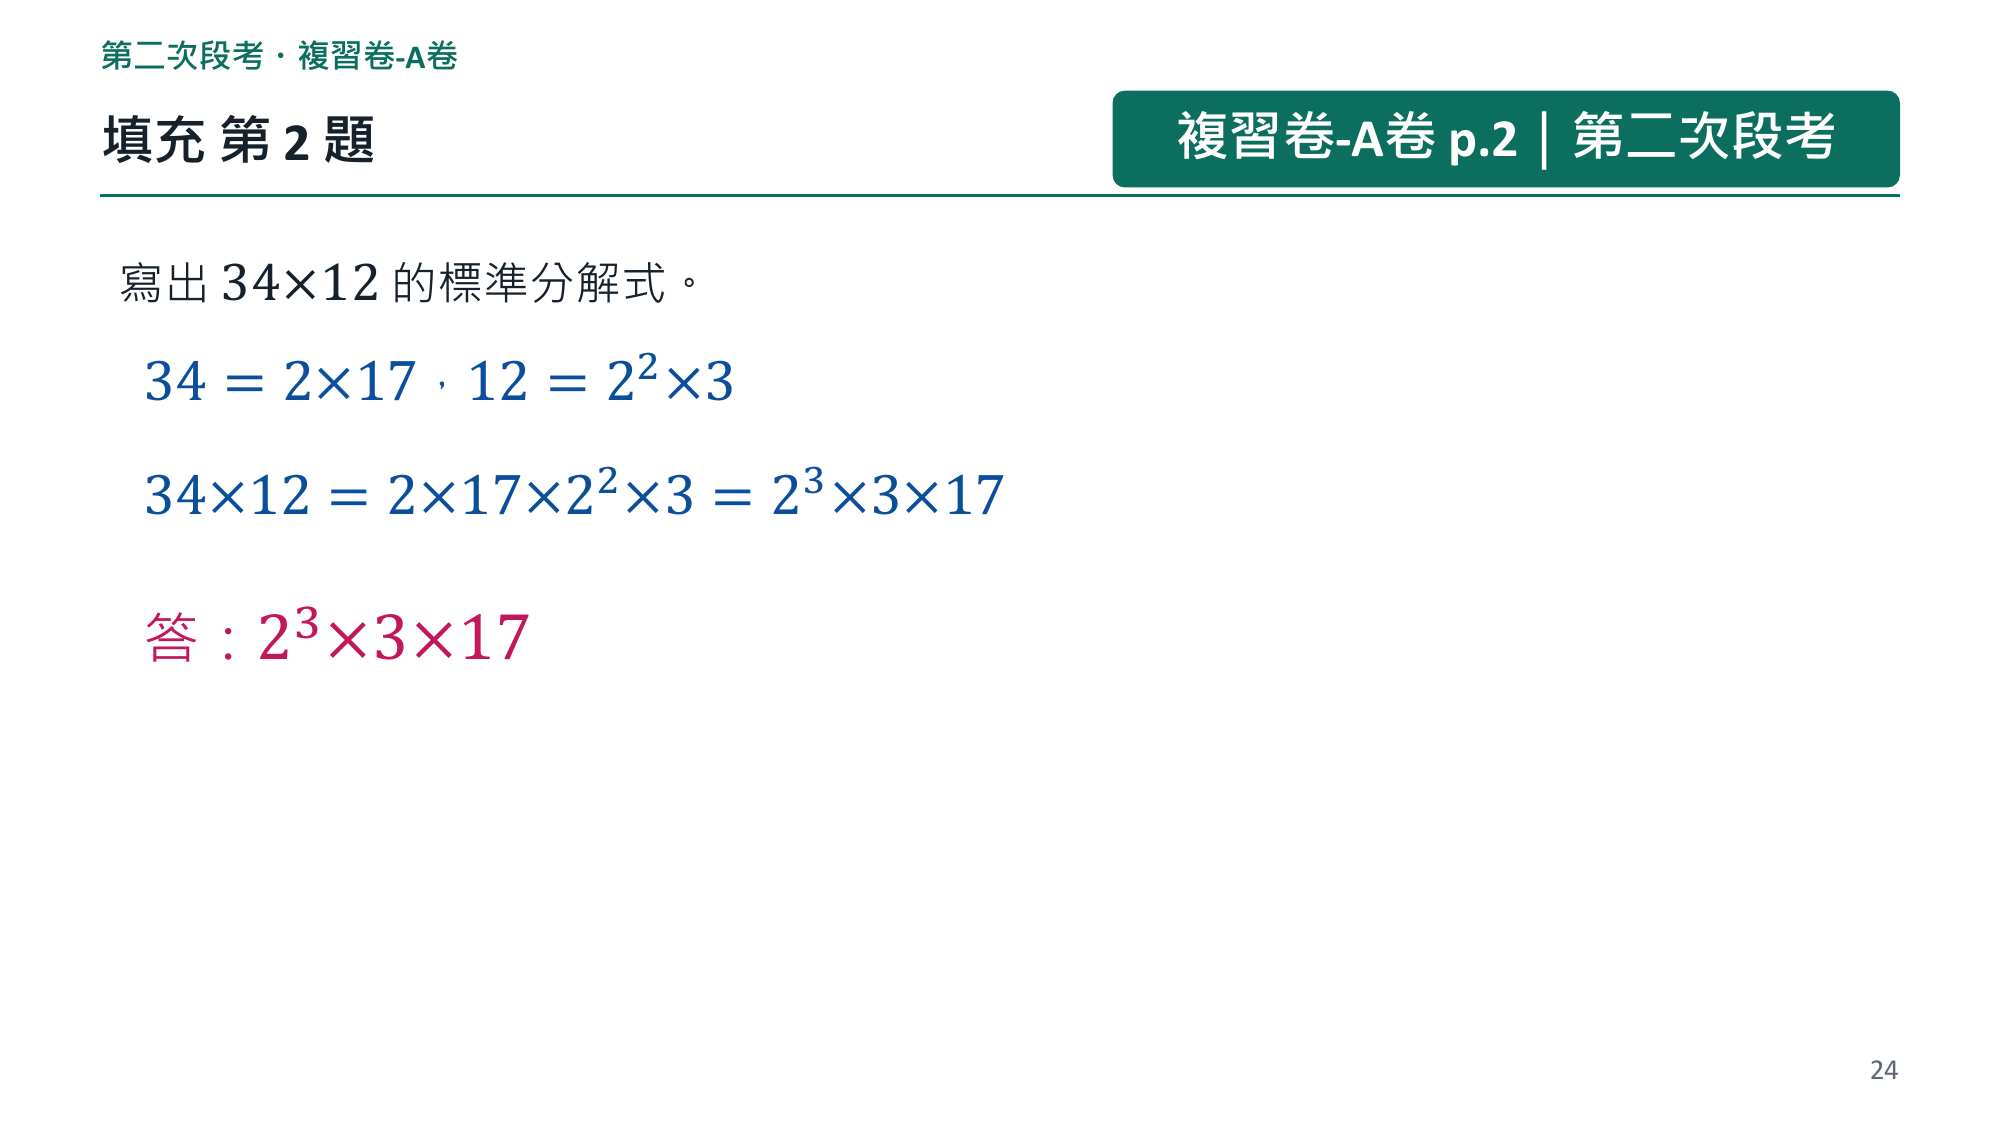 第二次段考・複習卷-A卷
填充 第 2 題
複習卷-A卷 p.2｜第二次段考
寫出 34×12 的標準分解式。
34 = 2×17，12 = 2²×3
34×12 = 2×17×2²×3 = 2³×3×17
答：2³×3×17
24